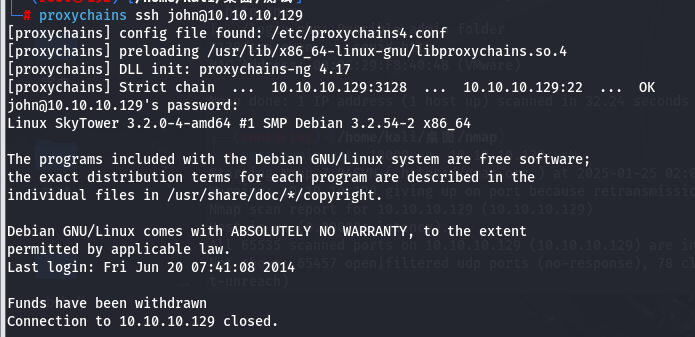 # proxychains ssh john@10.10.10.129
[proxychains] config file found: /etc/proxychains4.conf
[proxychains] preloading /usr/lib/x86_64-linux-gnu/libproxychains.so.4
[proxychains] DLL init: proxychains-ng 4.17
[proxychains] Strict chain  ...  10.10.10.129:3128  ...  10.10.10.129:22  ...  OK
john@10.10.10.129's password:
Linux SkyTower 3.2.0-4-amd64 #1 SMP Debian 3.2.54-2 x86_64
The programs included with the Debian GNU/Linux system are free software;
the exact distribution terms for each program are described in the
individual files in /usr/share/doc/*/copyright.
Debian GNU/Linux comes with ABSOLUTELY NO WARRANTY, to the extent
permitted by applicable law.
Last login: Fri Jun 20 07:41:08 2014
Funds have been withdrawn
Connection to 10.10.10.129 closed.